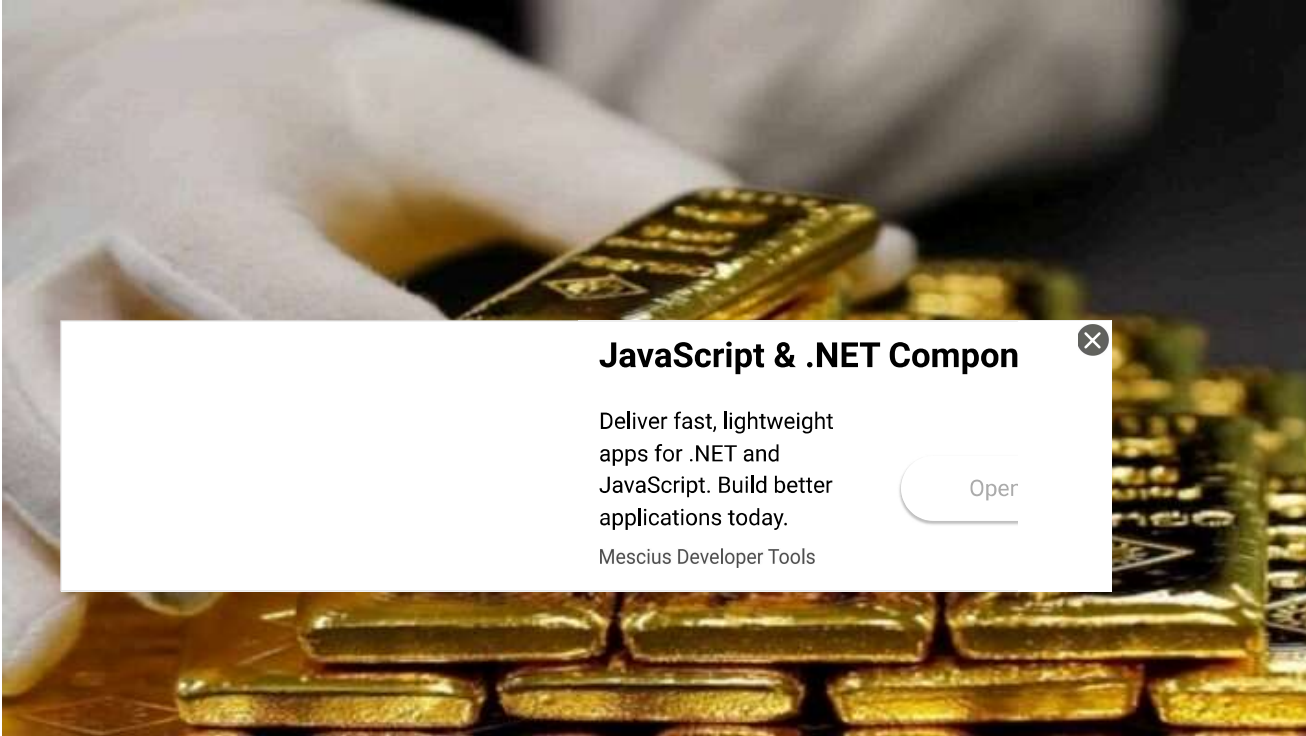 JavaScript & .NET Compon
Deliver fast, lightweight
apps for .NET and
JavaScript. Build better
applications today.
Oper
Mescius Developer Tools